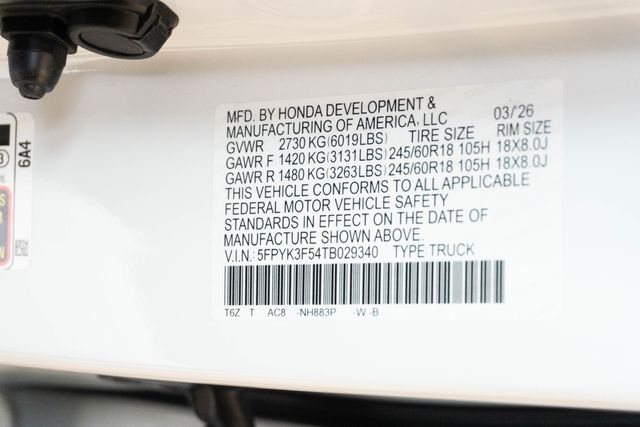 MFD. BY HONDA DEVELOPMENT &
MANUFACTURING OF AMERICA, LLC 03/'26
GVWR 2730 KG(6019LBS) TIRE SIZE RIM SIZE
GAWR F 1420 KG(3131LBS) 245/60R18 105H 18X8.0J
GAWR R 1480 KG(3263LBS) 245/60R18 105H 18X8.0J
THIS VEHICLE CONFORMS TO ALL APPLICABLE
FEDERAL MOTOR VEHICLE SAFETY
STANDARDS IN EFFECT ON THE DATE OF
MANUFACTURE SHOWN ABOVE.
V.I.N.: 5FPYK3F54TB029340 TYPE:TRUCK
T6Z T AC8 -NH883P -W -B
6A4